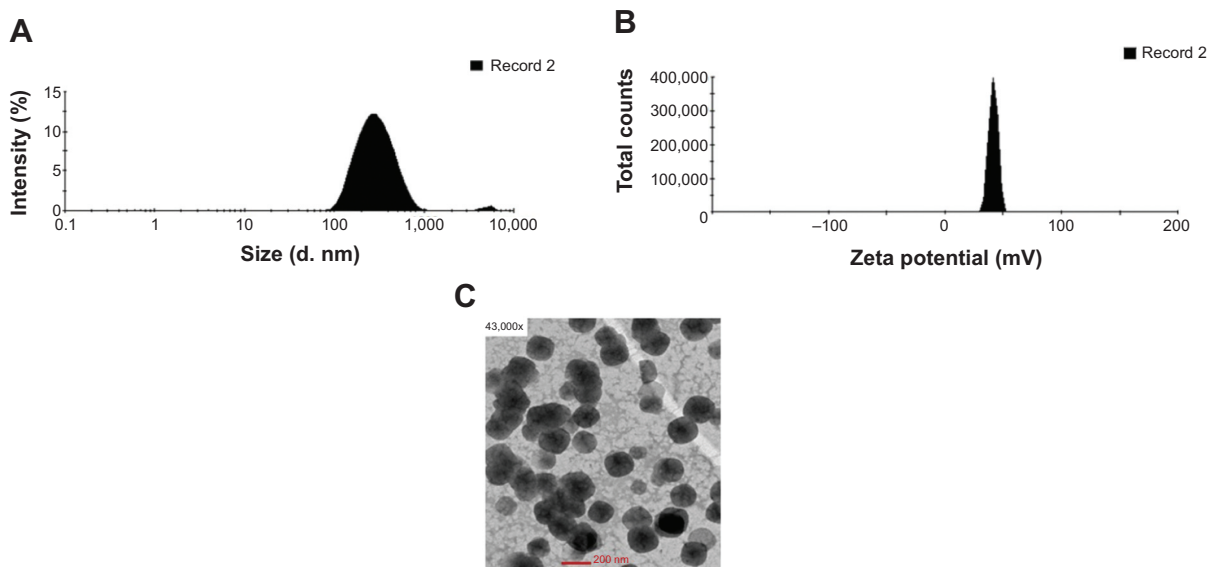 A
Record 2
Intensity (%)
15
10
5
0
0.1
1
10
100
1,000
10,000
Size (d. nm)
B
Record 2
Total counts
400,000
300,000
200,000
100,000
0
–100
0
100
200
Zeta potential (mV)
C
43,000x
200 nm